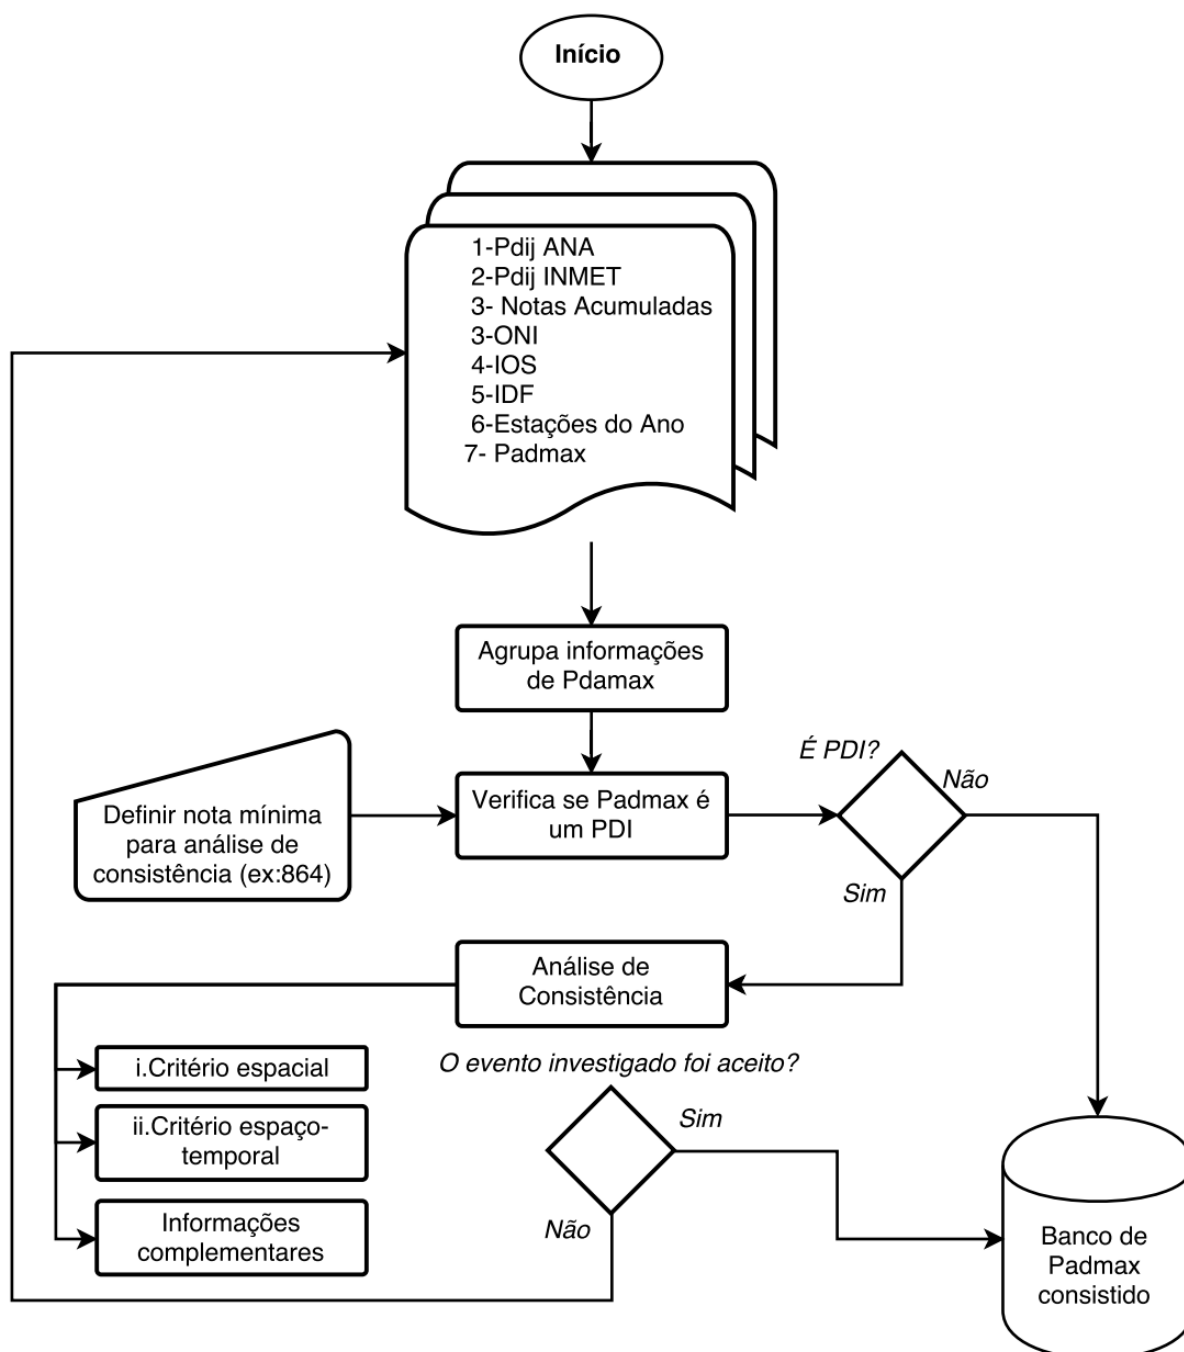 Início
1-Pdij ANA
2-Pdij INMET
3- Notas Acumuladas
3-ONI
4-IOS
5-IDF
6-Estações do Ano
7- Padmax
Agrupa informações
de Pdamax
Definir nota mínima
para análise de
consistência (ex:864)
Verifica se Padmax é
um PDI
É PDI?
Não
Sim
Análise de
Consistência
i.Critério espacial
ii.Critério espaço-
temporal
Informações
complementares
O evento investigado foi aceito?
Sim
Não
Banco de
Padmax
consistido